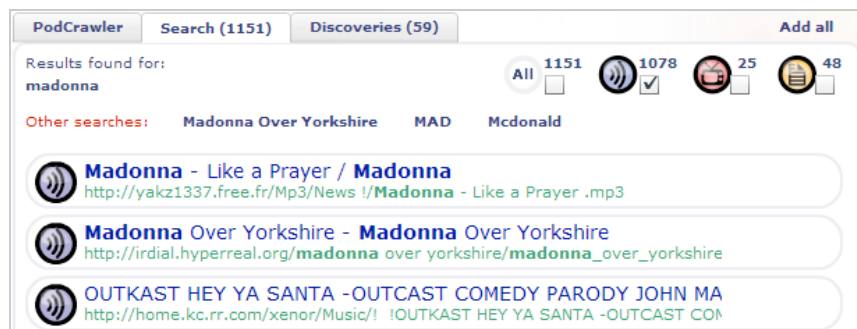 PodCrawler Search (1151) Discoveries (59) Add all
Results found for: All 1151 1078 25 48
madonna
Other searches: Madonna Over Yorkshire MAD Mcdonald
Madonna - Like a Prayer / Madonna
http://yakz1337.free.fr/Mp3/News !/Madonna - Like a Prayer .mp3
Madonna Over Yorkshire - Madonna Over Yorkshire
http://irdial.hyperreal.org/madonna over yorkshire/madonna_over_yorkshire
OUTKAST HEY YA SANTA -OUTCAST COMEDY PARODY JOHN MA
http://home.kc.rr.com/xenor/Music/! !OUTKAST HEY YA SANTA -OUTCAST CON